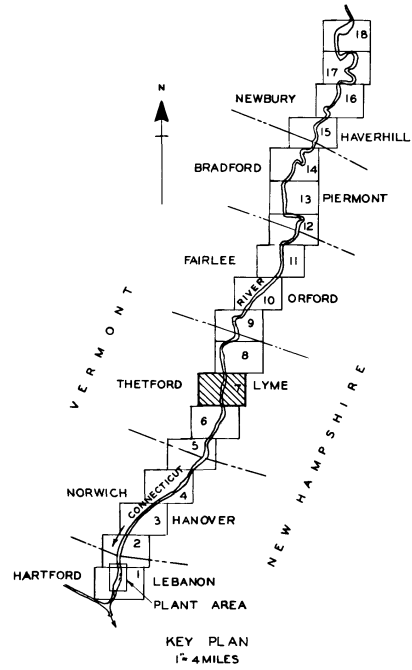 18
17
N
NEWBURY 16
15 HAVERHILL
BRADFORD 14
13 PIERMONT
12
FAIRLEE 11
RIVER 10 ORFORD
9
VERMONT
8
THETFORD 7 LYME
NEW HAMPSHIRE
6
5
CONNECTICUT
NORWICH 4
3 HANOVER
2
HARTFORD 1 LEBANON
PLANT AREA
KEY PLAN
1"=4 MILES